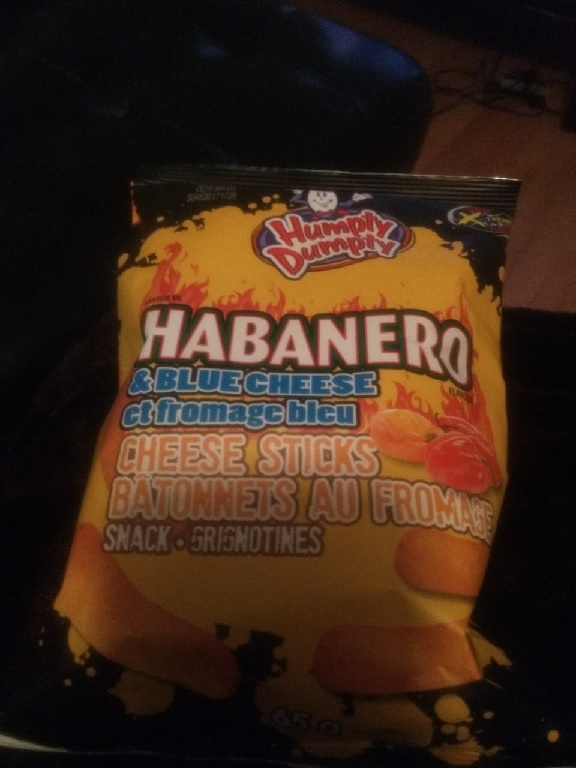 Humpty
Dumpty
HABANERO
& BLUE CHEESE
et fromage bleu
CHEESE STICKS
BÂTONNETS AU FROMAGE
SNACK • GRIGNOTINES
65 g